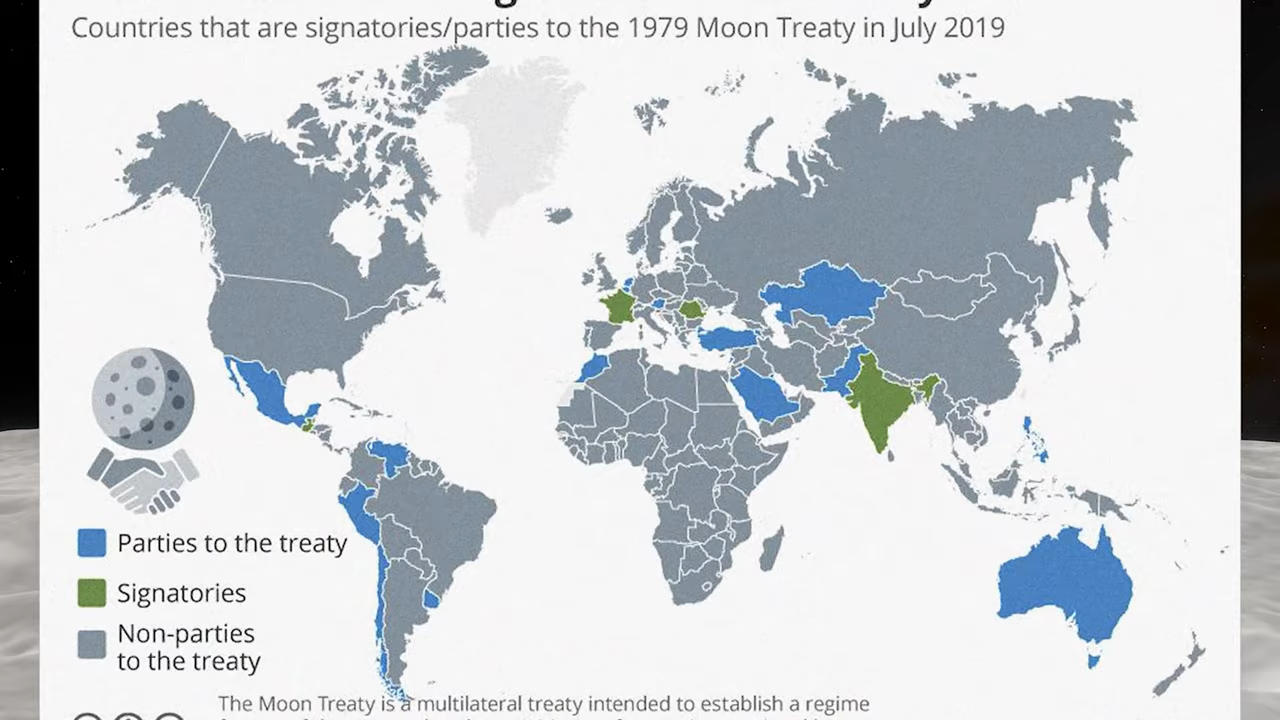 Countries that are signatories/parties to the 1979 Moon Treaty in July 2019
Parties to the treaty
Signatories
Non-parties
to the treaty
The Moon Treaty is a multilateral treaty intended to establish a regime